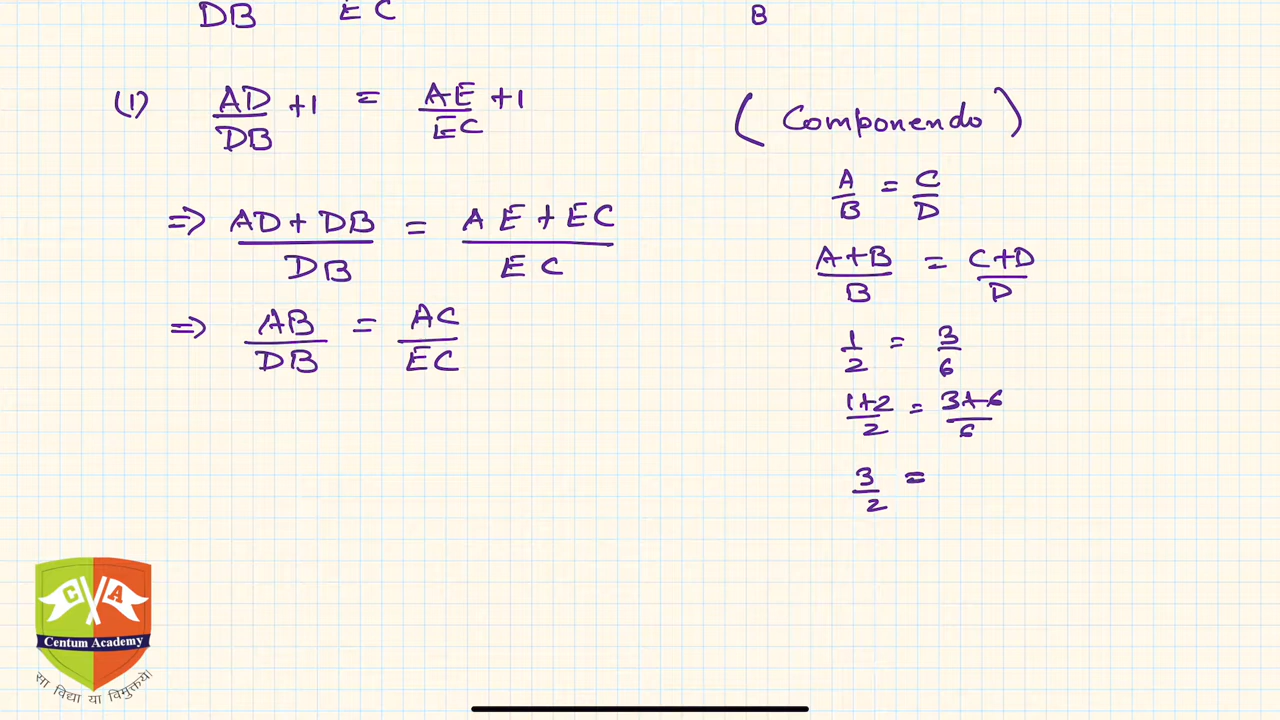 DB EC B
(1) AD/DB +1 = AE/EC +1
(Componendo)
⇒ AD + DB/DB = AE + EC/EC
⇒ AB/DB = AC/EC
A/B = C/D
A+B/B = C+D/D
1/2 = 3/6
1+2/2 = 3+6/6
3/2 =
C A
Centum Academy
सा विद्या या विमुक्तये।